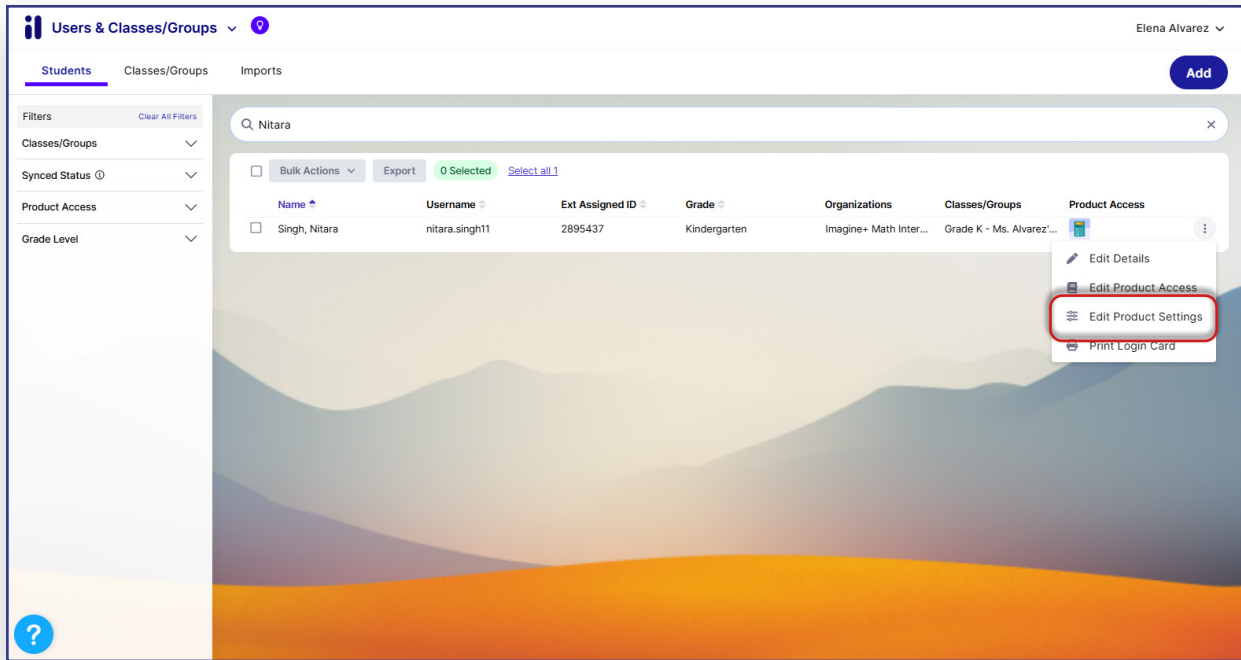 Users & Classes/Groups
Elena Alvarez
Students Classes/Groups Imports Add
Filters Clear All Filters
Classes/Groups
Synced Status
Product Access
Grade Level
Nitara
Bulk Actions Export 0 Selected Select all 1
Name Username Ext Assigned ID Grade Organizations Classes/Groups Product Access
Singh, Nitara nitara.singh11 2895437 Kindergarten Imagine+ Math Inter... Grade K - Ms. Alvarez'...
Edit Details
Edit Product Access
Edit Product Settings
Print Login Card
?